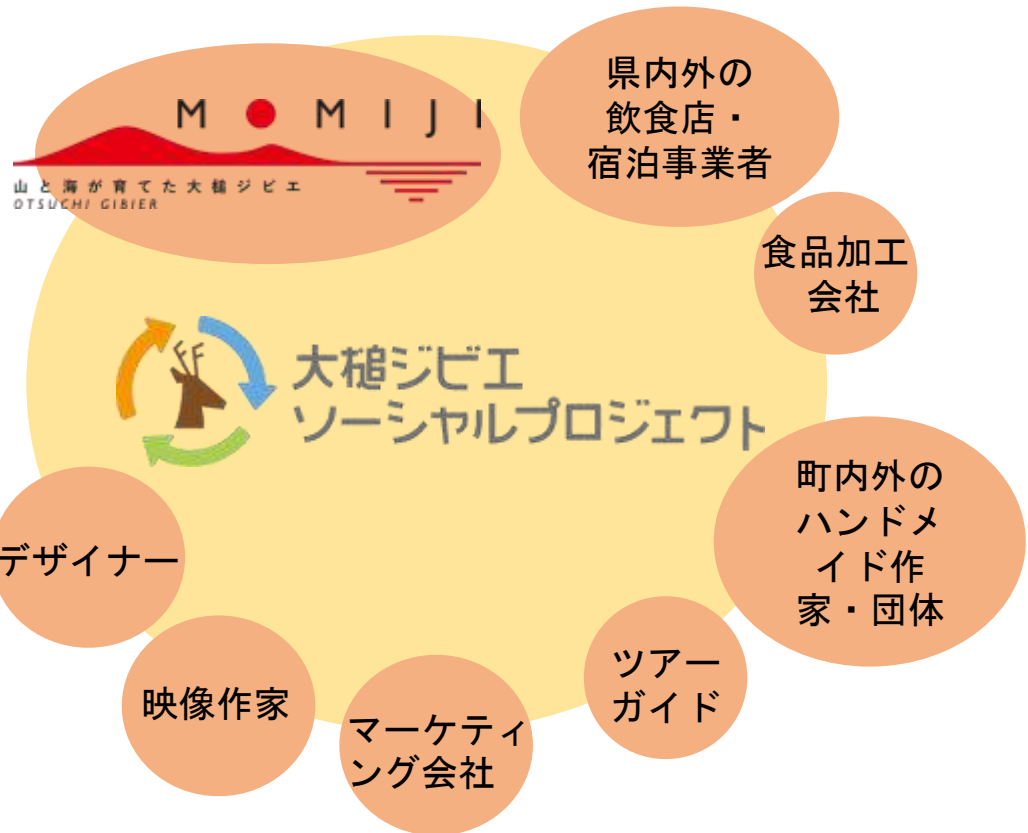 MOMIJI
山と海が育てた大槌ジビエ
OTSUCHI GIBIER
県内外の
飲食店・
宿泊事業者
食品加工
会社
大槌ジビエ
ソーシャルプロジェクト
町内外の
ハンドメ
イド作
家・団体
デザイナー
ツアー
ガイド
映像作家
マーケティ
ング会社